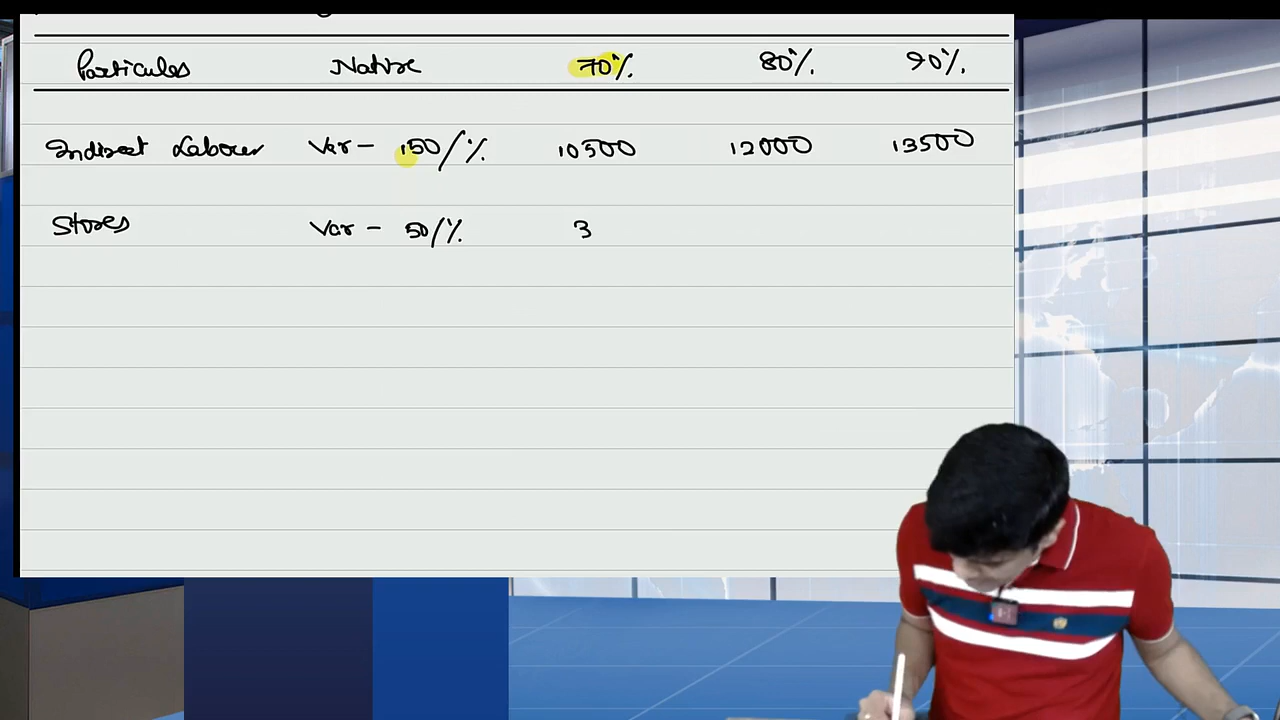 Particulars Nature 70% 80% 90%
Indirect Labour Var - 150/% 10500 12000 13500
Stores Var - 50/% 3